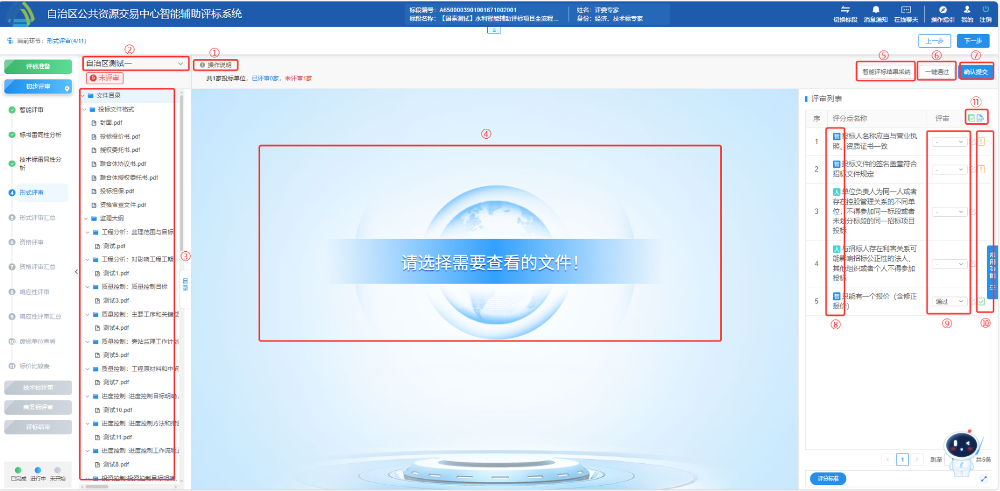 自治区公共资源交易中心智能辅助评标系统
标段编号：A6500003901001671002001
标段名称：【国泰测试】水利智能辅助评标项目全流程...
姓名：评委专家
身份：经济、技术标专家
切换标段
消息通知
在线聊天
操作指引
我的
注销
当前环节：形式评审(4/11)
上一步
下一步
评标准备
初步评审
智能评审
标书雷同性分析
技术标雷同性分
析
4 形式评审
5 形式评审汇总
6 资格评审
7 资格评审汇总
8 响应性评审
9 响应性评审汇总
10 废标单位查看
11 标价比较表
技术标评审
商务标评审
评标结束
已完成 进行中 未开始
②
自治区测试一
5 未评审
①
操作说明
共1家投标单位，已评审0家，未评审1家
⑤
智能评标结果采纳
⑥
一键通过
⑦
确认提交
文件目录
投标文件格式
封面.pdf
投标报价书.pdf
授权委托书.pdf
联合体协议书.pdf
联合体授权委托书.pdf
投标担保.pdf
资格审查文件.pdf
监理大纲
工程分析：监理范围与目标
测试.pdf
工程分析：对影响工程工期
测试1.pdf
质量控制：质量控制目标
测试3.pdf
质量控制：主要工序和关键部
测试4.pdf
质量控制：旁站监理工作计划
测试5.pdf
质量控制：工程原材料和中间
测试7.pdf
进度控制 :进度控制目标明确，
测试10.pdf
进度控制 :进度控制方法和措施
测试11.pdf
进度控制 :进度控制工作流程正
测试8.pdf
投资控制:投资控制目标明确、
③
目
录
④
请选择需要查看的文件！
评审列表
⑪
序 评分点名称 评审
1 智 投标人名称应当与营业执
照、资质证书一致 -
2 智 投标文件的签名盖章符合
招标文件规定 -
3 人 单位负责人为同一人或者
存在控股管理关系的不同单
位，不得参加同一标段或者
未划分标段的同一招标项目
投标 -
4 人 与招标人存在利害关系可
能影响招标公正性的法人、
其他组织或者个人不得参加
投标 -
5 智 只能有一个报价（含修正
报价） 通过
⑧
⑨
⑩
常
用
功
能
1
跳至
共5条
评分标准
E